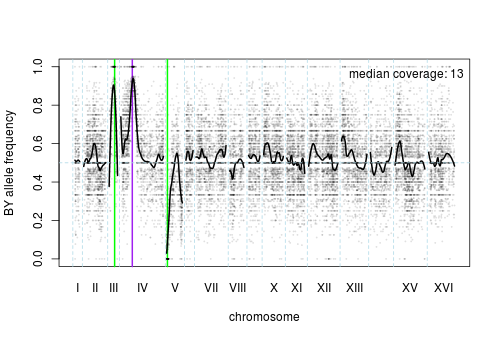 median coverage: 13
BY allele frequency
1.0
0.8
0.6
0.4
0.2
0.0
I II III IV V VII VIII X XI XII XIII XV XVI
chromosome